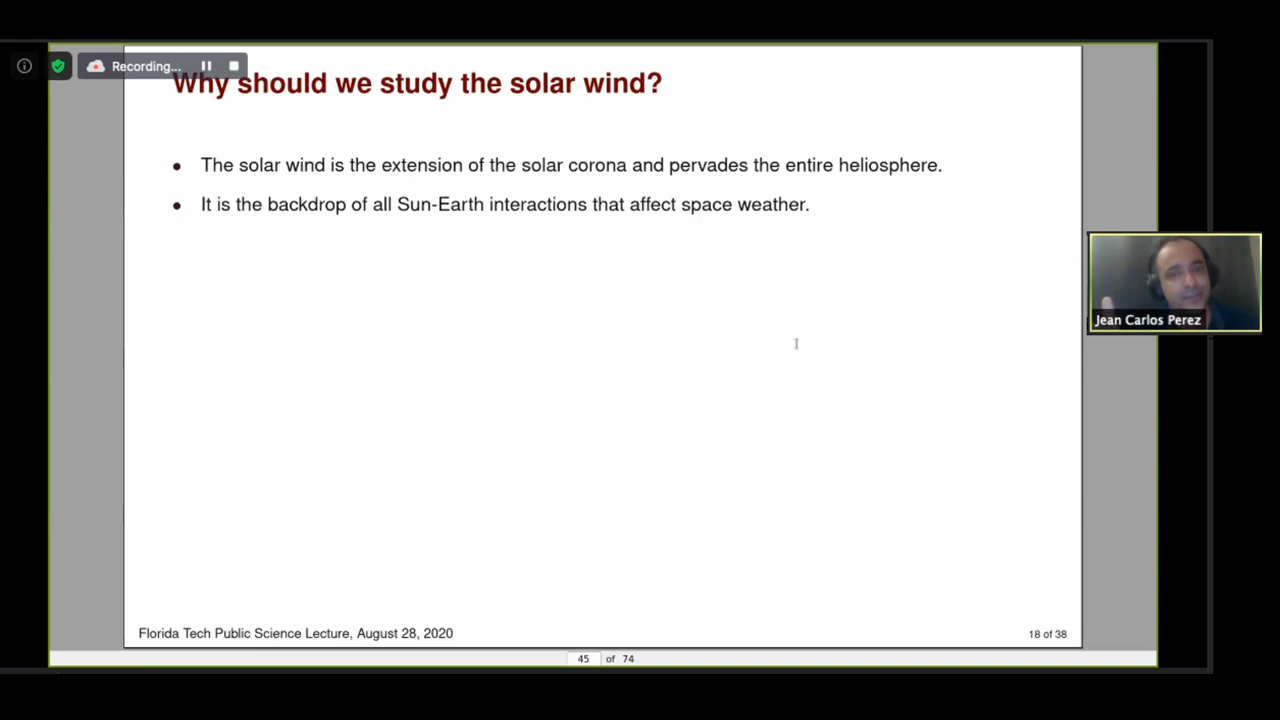 Recording...
Why should we study the solar wind?
• The solar wind is the extension of the solar corona and pervades the entire heliosphere.
• It is the backdrop of all Sun-Earth interactions that affect space weather.
Jean Carlos Perez
Florida Tech Public Science Lecture, August 28, 2020
18 of 38
45 of 74